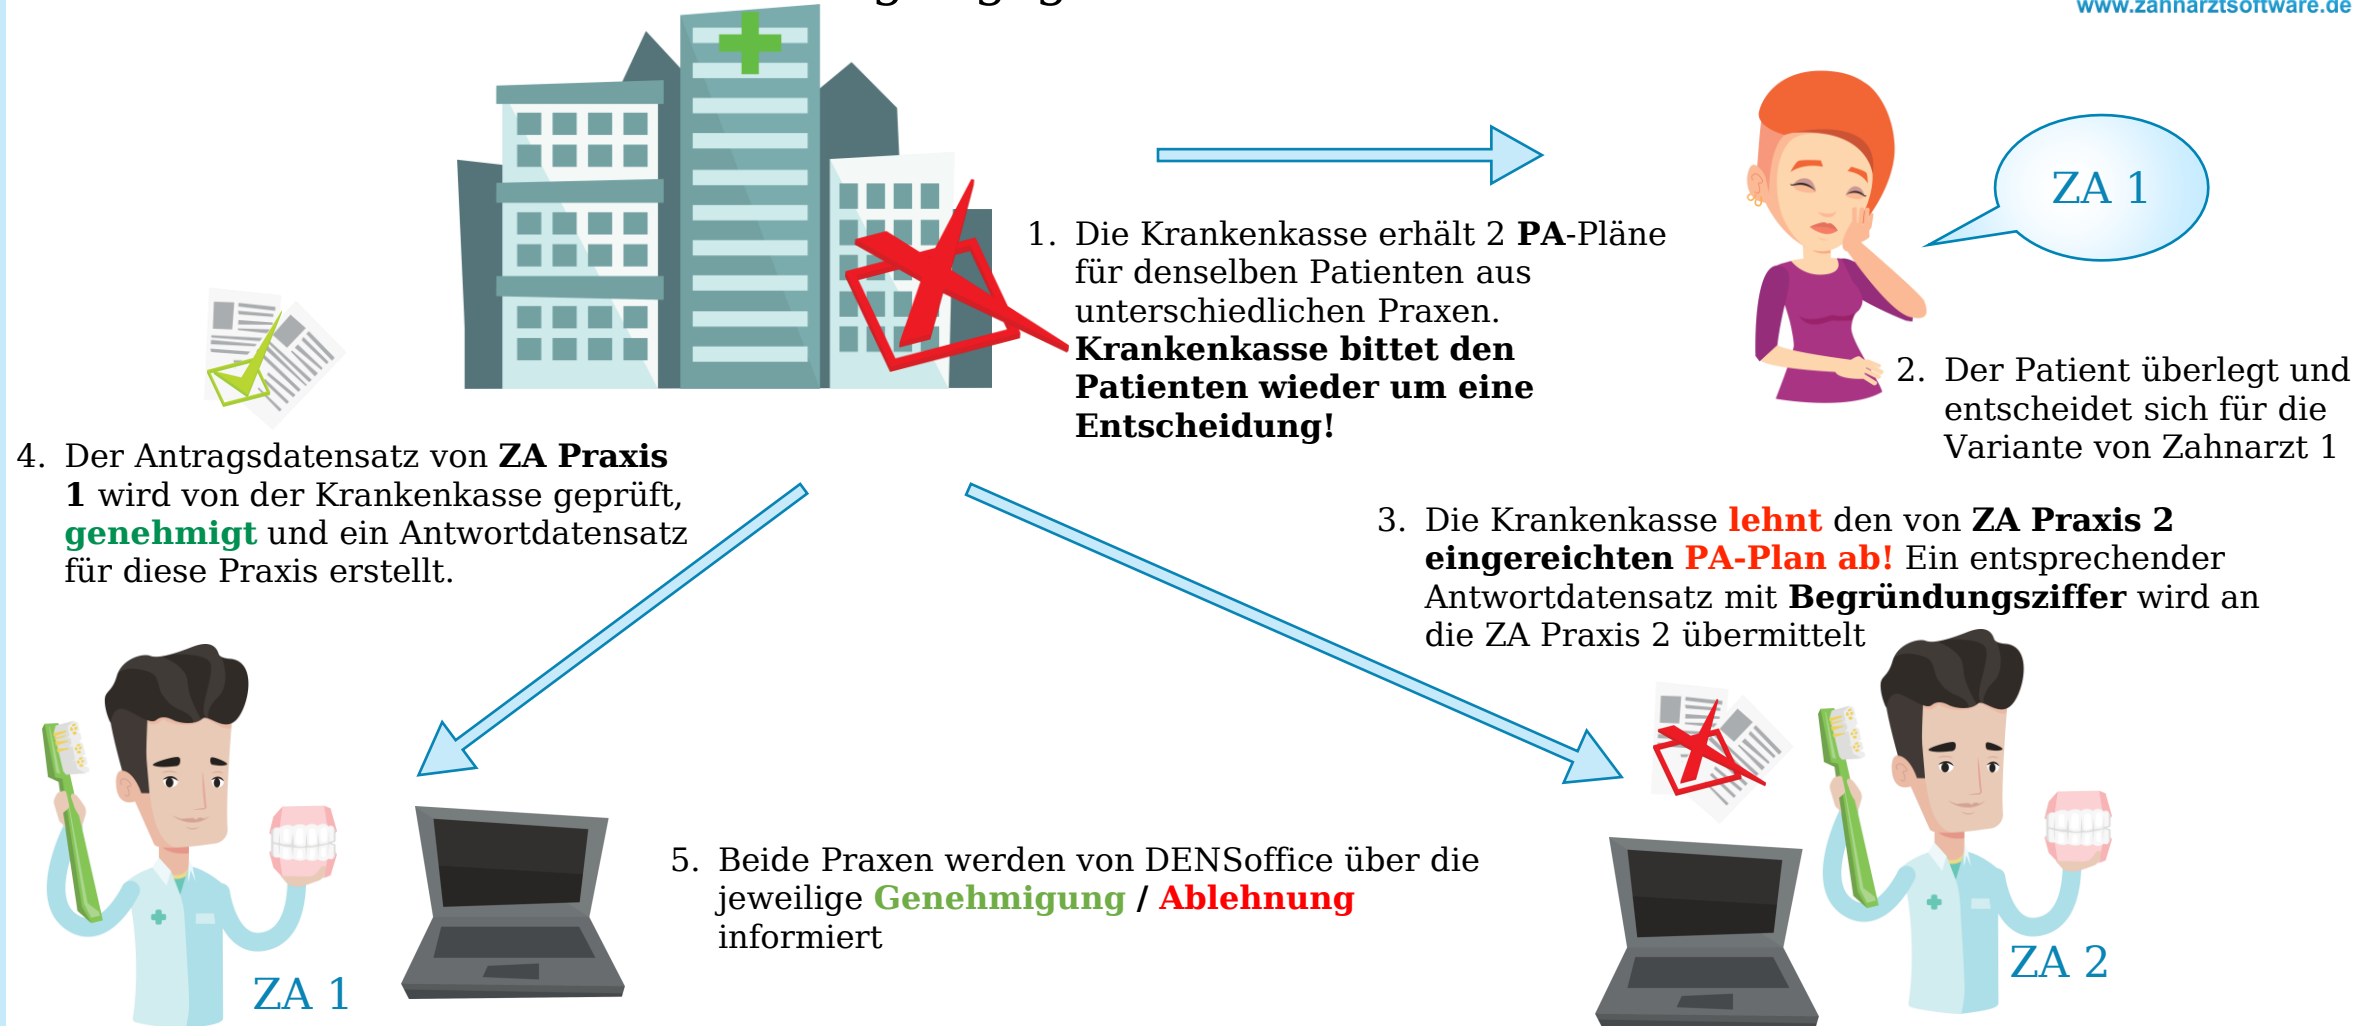 www.zahnarztsoftware.de
ZA 1
1. Die Krankenkasse erhält 2 PA-Pläne
für denselben Patienten aus
unterschiedlichen Praxen.
Krankenkasse bittet den
Patienten wieder um eine
Entscheidung!
2. Der Patient überlegt und
entscheidet sich für die
Variante von Zahnarzt 1
3. Die Krankenkasse lehnt den von ZA Praxis 2
eingereichten PA-Plan ab! Ein entsprechender
Antwortdatensatz mit Begründungsziffer wird an
die ZA Praxis 2 übermittelt
4. Der Antragsdatensatz von ZA Praxis
1 wird von der Krankenkasse geprüft,
genehmigt und ein Antwortdatensatz
für diese Praxis erstellt.
5. Beide Praxen werden von DENSoffice über die
jeweilige Genehmigung / Ablehnung
informiert
ZA 1
ZA 2